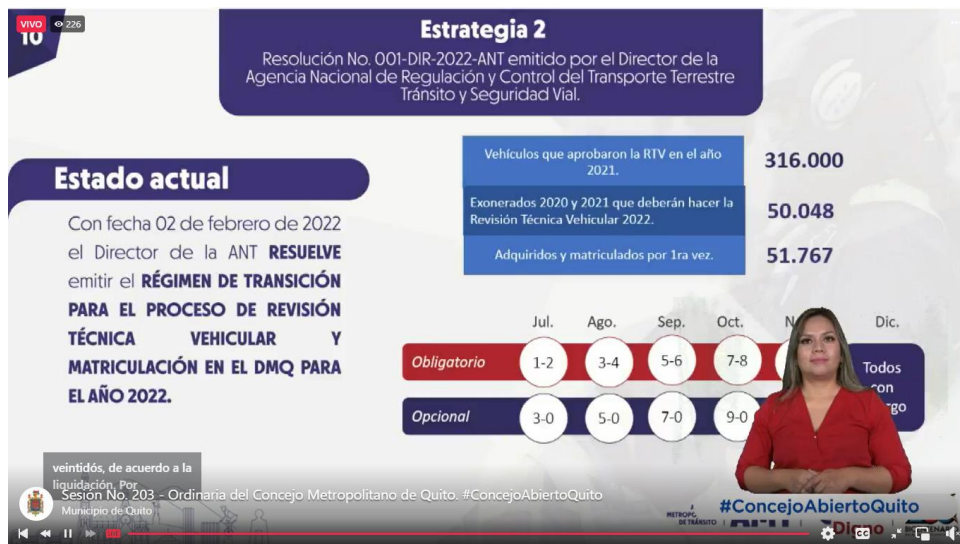 VIVO 226
10
Estrategia 2
Resolución No. 001-DIR-2022-ANT emitido por el Director de la
Agencia Nacional de Regulación y Control del Transporte Terrestre
Tránsito y Seguridad Vial.
Estado actual
Con fecha 02 de febrero de 2022
el Director de la ANT RESUELVE
emitir el RÉGIMEN DE TRANSICIÓN
PARA EL PROCESO DE REVISIÓN
TÉCNICA VEHICULAR Y
MATRICULACIÓN EN EL DMQ PARA
EL AÑO 2022.
Vehículos que aprobaron la RTV en el año
2021.
316.000
Exonerados 2020 y 2021 que deberán hacer la
Revisión Técnica Vehicular 2022.
50.048
Adquiridos y matriculados por 1ra vez.
51.767
Jul. Ago. Sep. Oct. Dic.
Obligatorio 1-2 3-4 5-6 7-8
Opcional 3-0 5-0 7-0 9-0
Todos
con
veintidós, de acuerdo a la
liquidación. Por
Sesión No. 203 - Ordinaria del Concejo Metropolitano de Quito. #ConcejoAbiertoQuito
Municipio de Quito
#ConcejoAbiertoQuito
DE TRÁNSITO
Digno
CC